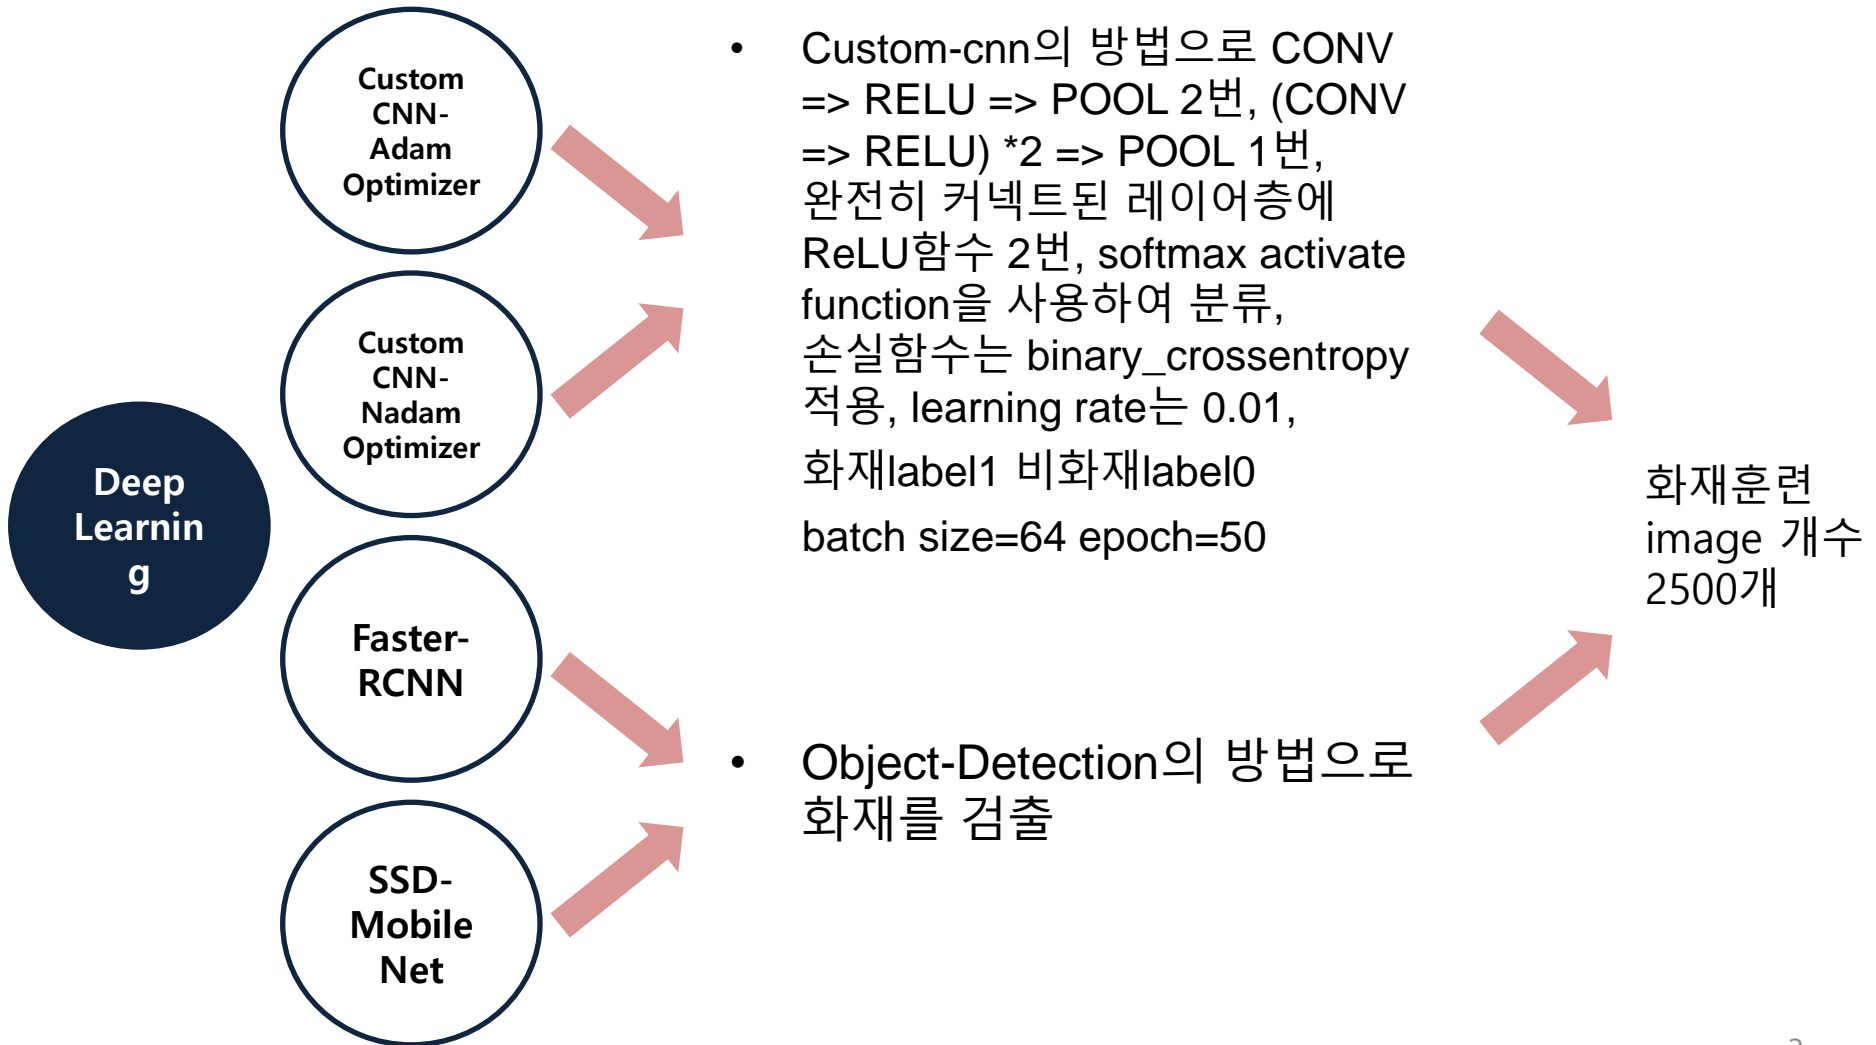 Deep
Learnin
g
Custom
CNN-
Adam
Optimizer
Custom
CNN-
Nadam
Optimizer
Faster-
RCNN
SSD-
Mobile
Net
• Custom-cnn의 방법으로 CONV
=> RELU => POOL 2번, (CONV
=> RELU) *2 => POOL 1번,
완전히 커넥트된 레이어층에
ReLU함수 2번, softmax activate
function을 사용하여 분류,
손실함수는 binary_crossentropy
적용, learning rate는 0.01,
화재label1 비화재label0
batch size=64 epoch=50
• Object-Detection의 방법으로
화재를 검출
화재훈련
image 개수
2500개